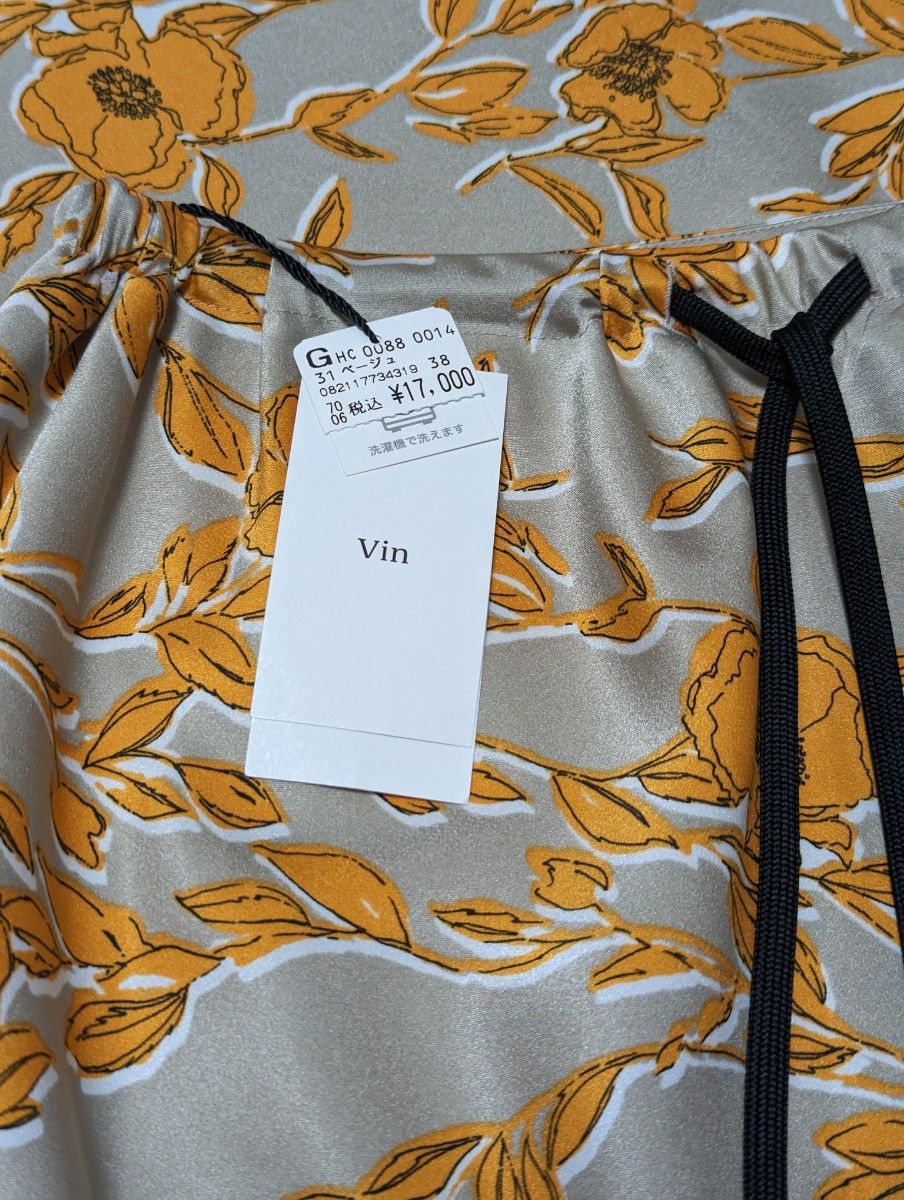 G HC 0088 0014
31 ベージュ
082117734319 38
70
06 税込 ¥17,000
洗濯機で洗えます
Vin